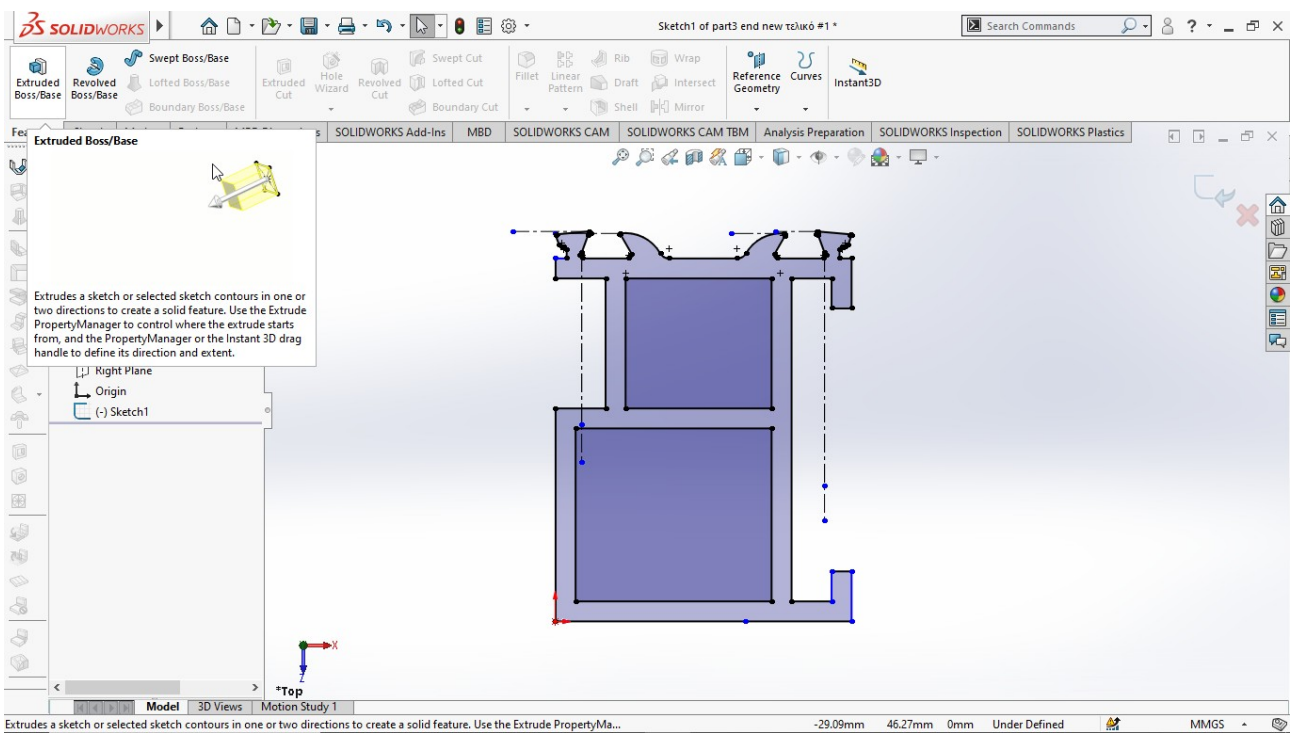 SOLIDWORKS
Sketch1 of part3 end new τελικό #1 *
Search Commands
?
Extruded Boss/Base
Revolved Boss/Base
Swept Boss/Base
Lofted Boss/Base
Boundary Boss/Base
Extruded Cut
Hole Wizard
Revolved Cut
Swept Cut
Lofted Cut
Boundary Cut
Fillet
Linear Pattern
Rib
Draft
Shell
Wrap
Intersect
Mirror
Reference Geometry
Curves
Instant3D
SOLIDWORKS Add-Ins
MBD
SOLIDWORKS CAM
SOLIDWORKS CAM TBM
Analysis Preparation
SOLIDWORKS Inspection
SOLIDWORKS Plastics
Extruded Boss/Base
Extrudes a sketch or selected sketch contours in one or
two directions to create a solid feature. Use the Extrude
PropertyManager to control where the extrude starts
from, and the PropertyManager or the Instant 3D drag
handle to define its direction and extent.
Right Plane
Origin
(-) Sketch1
X
Z
*Top
Model
3D Views
Motion Study 1
Extrudes a sketch or selected sketch contours in one or two directions to create a solid feature. Use the Extrude PropertyMa...
-29.09mm
46.27mm
0mm
Under Defined
MMGS